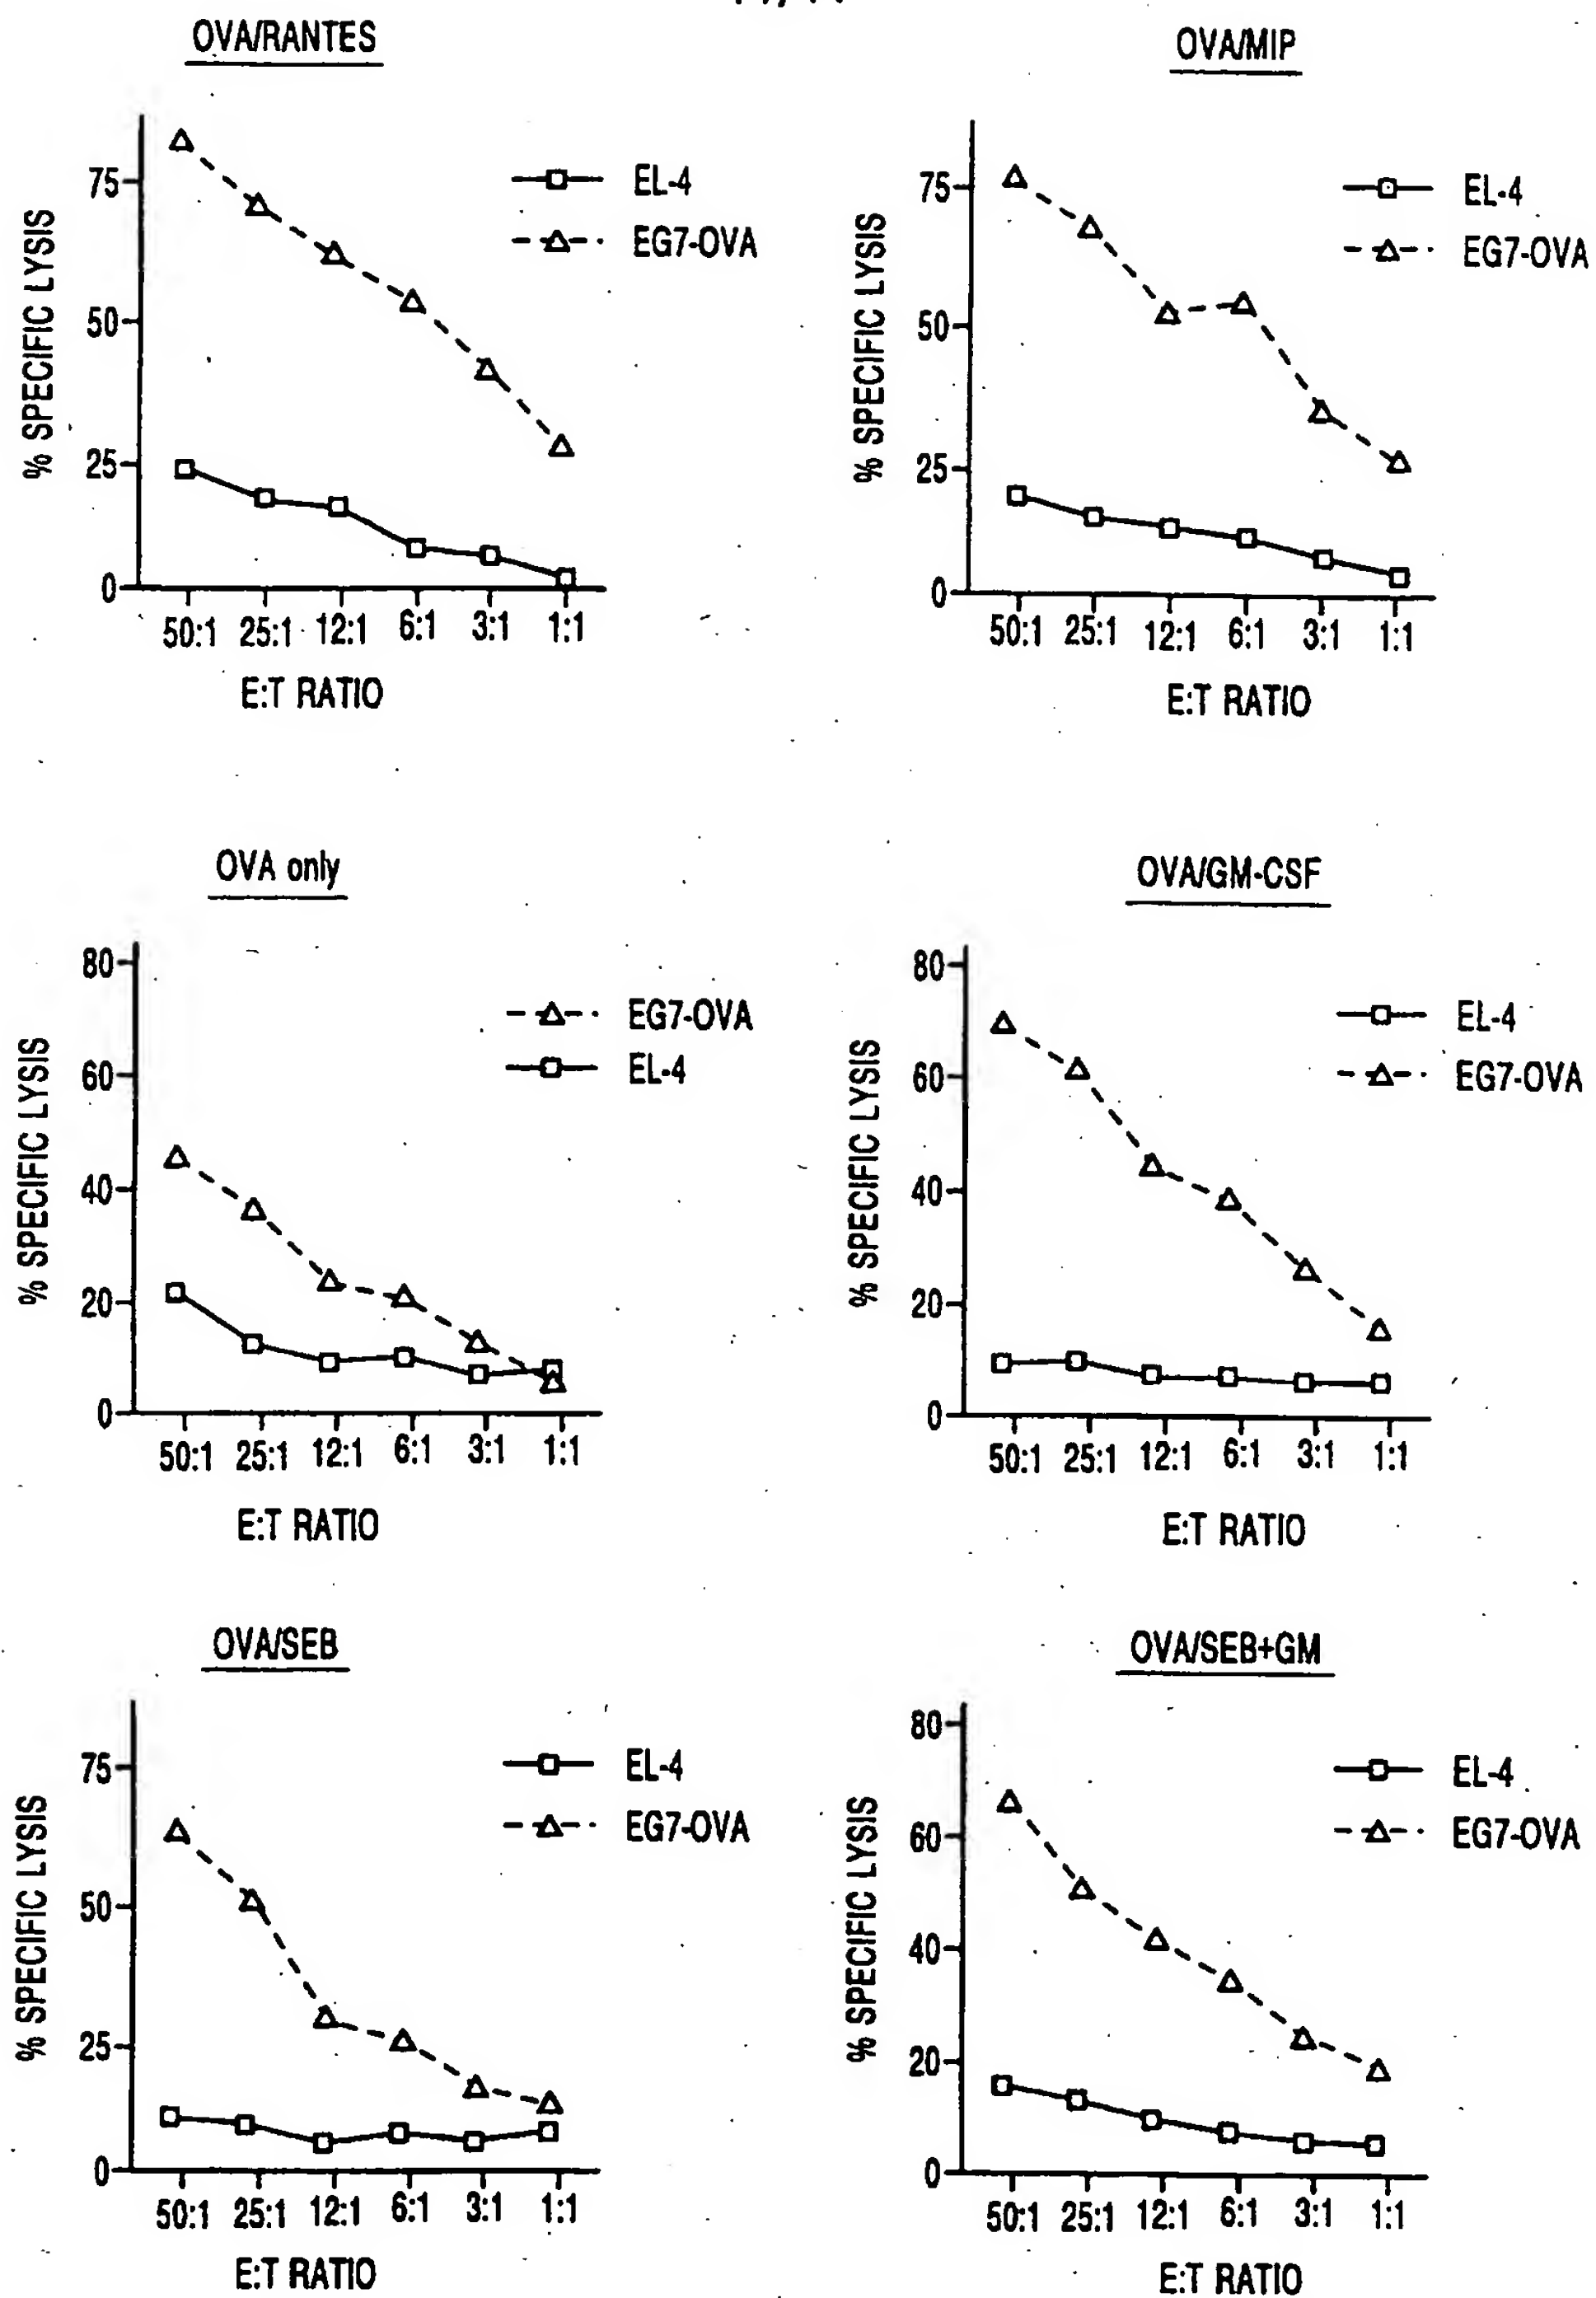 OVA/RANTES
% SPECIFIC LYSIS
75
50
25
0
EL-4
EG7-OVA
50:1 25:1 12:1 6:1 3:1 1:1
E:T RATIO
OVA/MIP
% SPECIFIC LYSIS
75
50
25
0
EL-4
EG7-OVA
50:1 25:1 12:1 6:1 3:1 1:1
E:T RATIO
OVA only
% SPECIFIC LYSIS
80
60
40
20
0
EG7-OVA
EL-4
50:1 25:1 12:1 6:1 3:1 1:1
E:T RATIO
OVA/GM-CSF
% SPECIFIC LYSIS
80
60
40
20
0
EL-4
EG7-OVA
50:1 25:1 12:1 6:1 3:1 1:1
E:T RATIO
OVA/SEB
% SPECIFIC LYSIS
75
50
25
0
EL-4
EG7-OVA
50:1 25:1 12:1 6:1 3:1 1:1
E:T RATIO
OVA/SEB+GM
% SPECIFIC LYSIS
80
60
40
20
0
EL-4
EG7-OVA
50:1 25:1 12:1 6:1 3:1 1:1
E:T RATIO